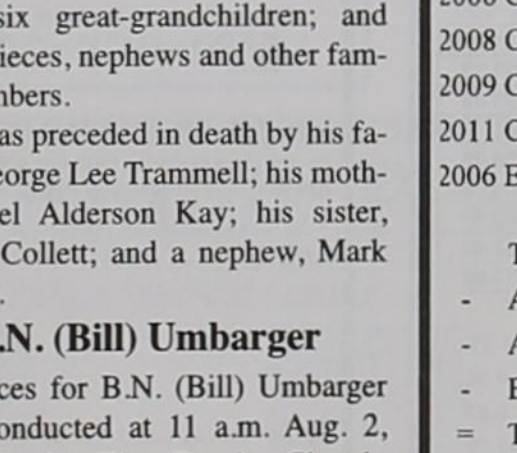 six great-grandchildren; and
nieces, nephews and other fam-
mbers.
as preceded in death by his fa-
eorge Lee Trammell; his moth-
el Alderson Kay; his sister,
Collett; and a nephew, Mark
.
.N. (Bill) Umbarger
ces for B.N. (Bill) Umbarger
onducted at 11 a.m. Aug. 2,
2008
2009
2011
2006
-
-
-
=